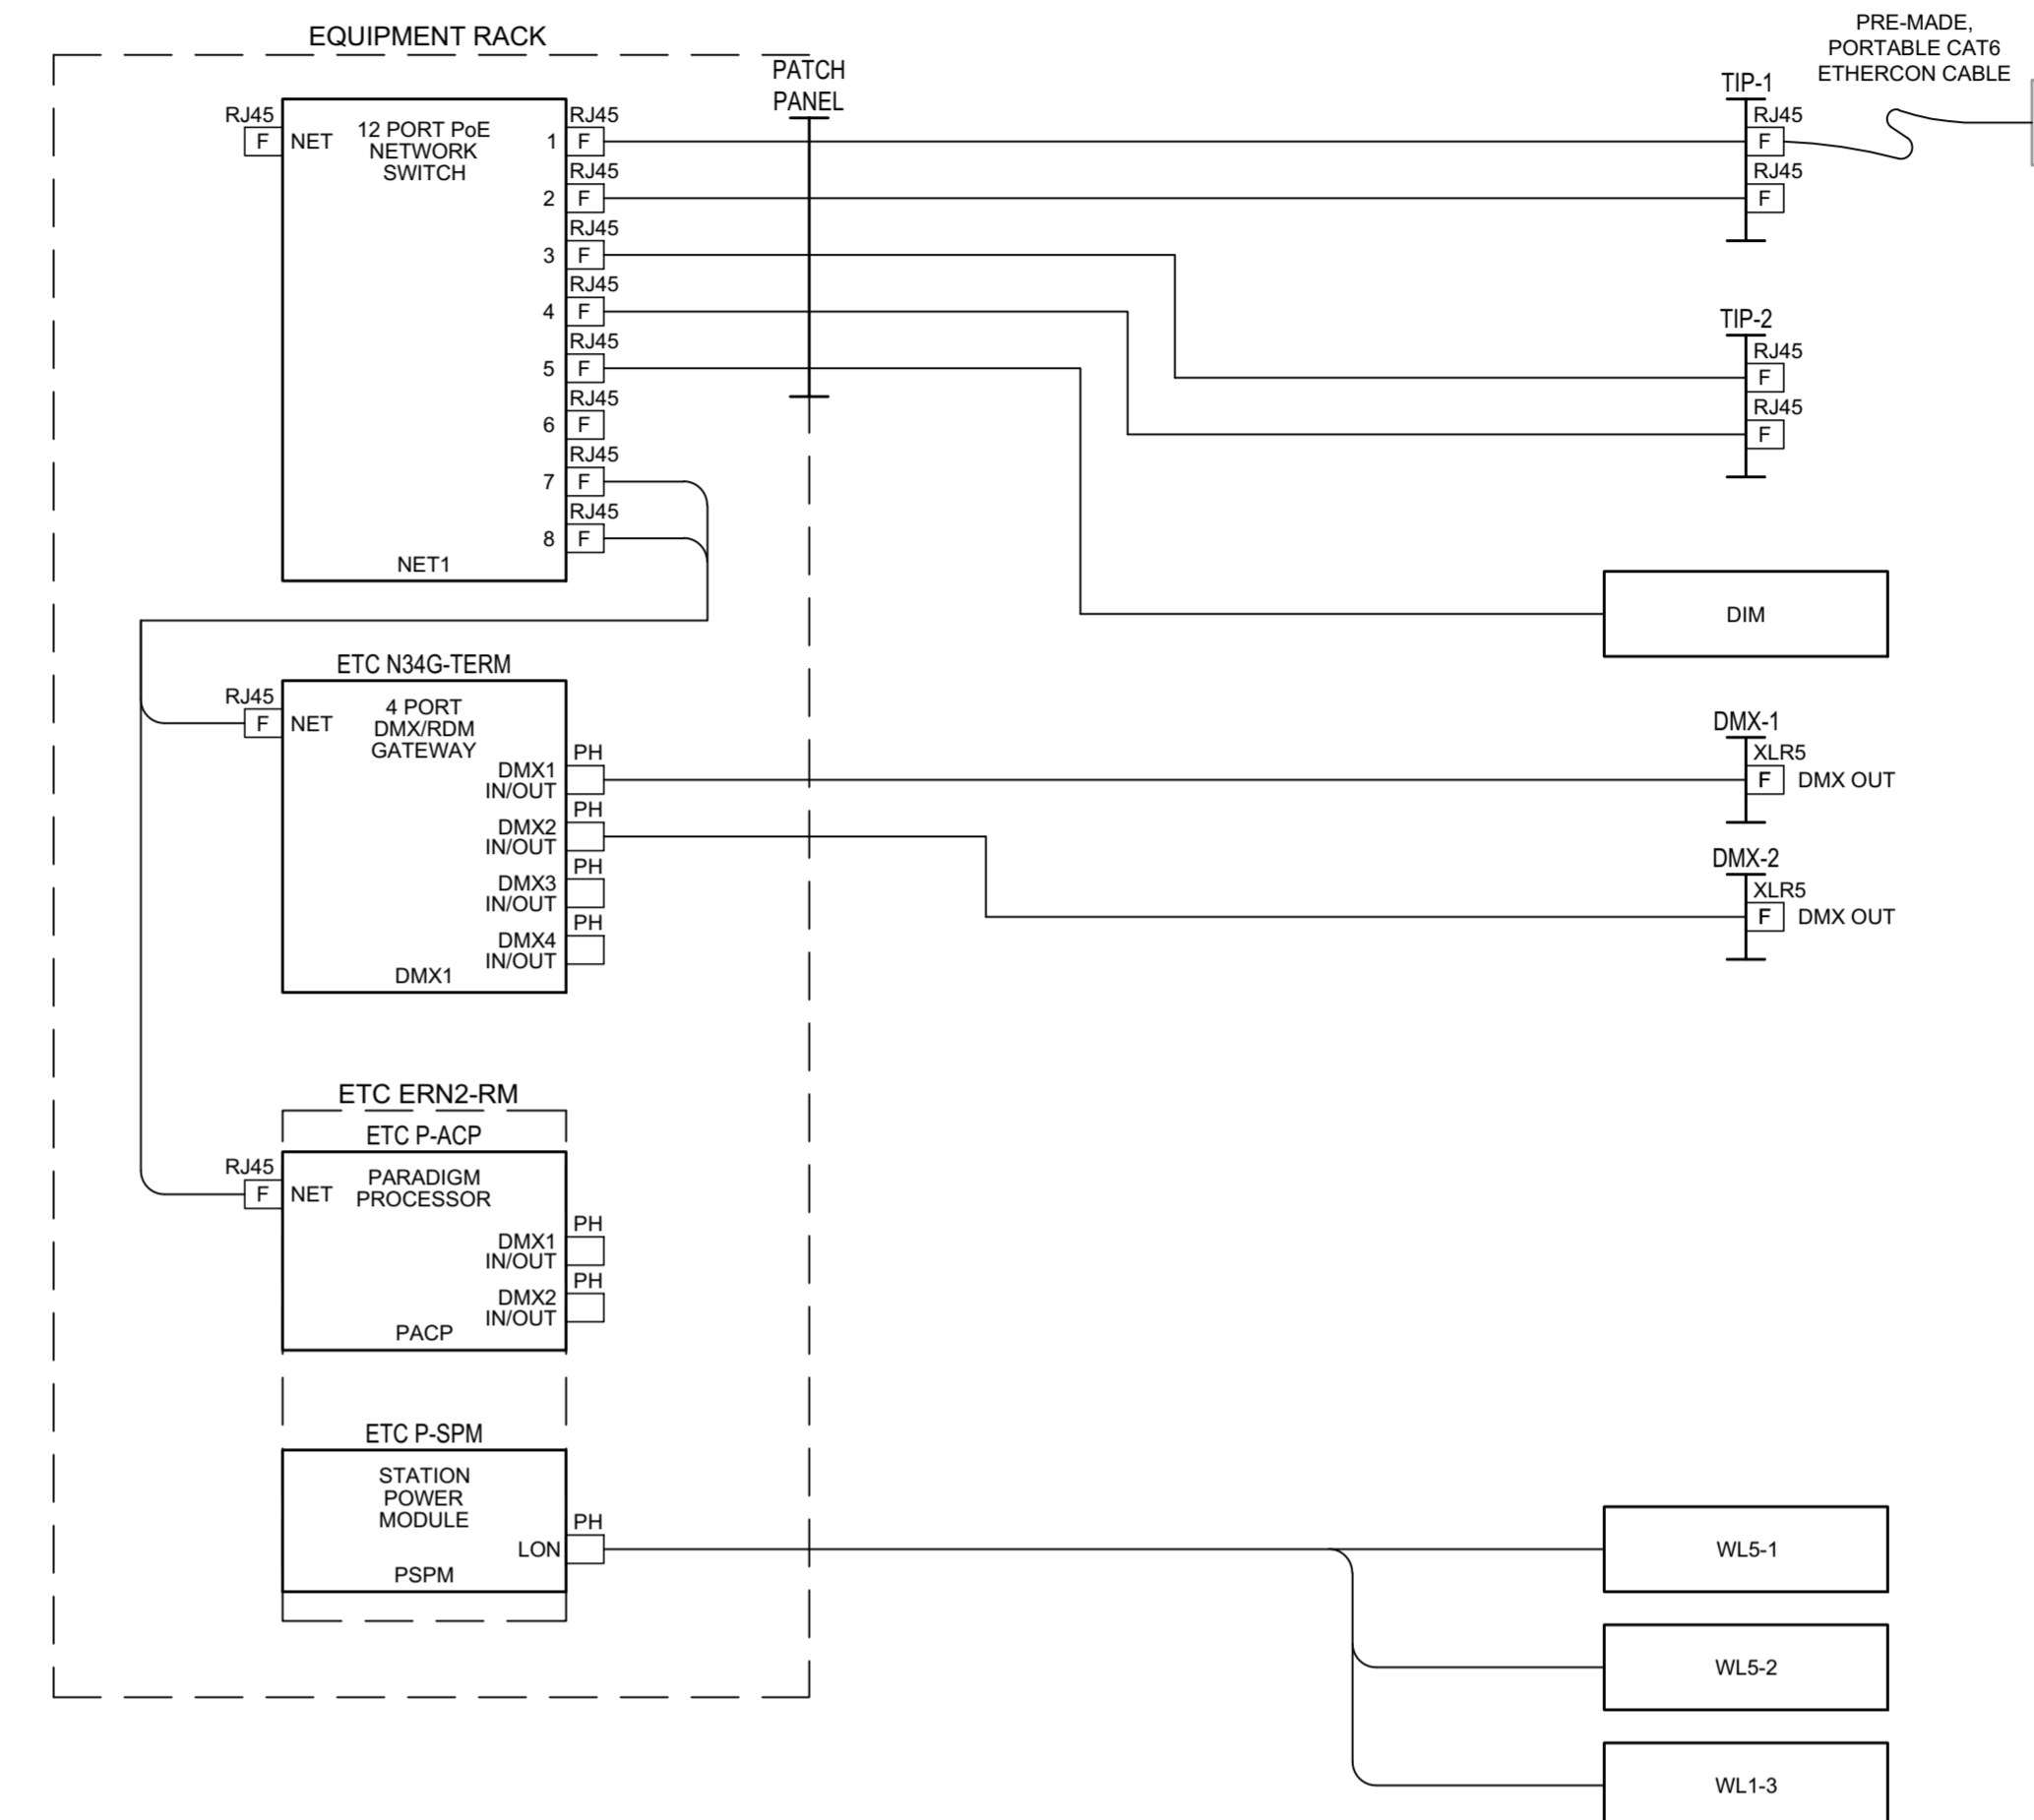 EQUIPMENT RACK
PRE-MADE,
PORTABLE CAT6
ETHERCON CABLE
PATCH
PANEL
TIP-1
RJ45
F
NET
12 PORT PoE
NETWORK
SWITCH
RJ45
1
F
RJ45
2
F
RJ45
3
F
RJ45
4
F
RJ45
5
F
RJ45
6
F
RJ45
7
F
RJ45
8
F
NET1
RJ45
F
RJ45
F
TIP-2
RJ45
F
RJ45
F
DIM
ETC N34G-TERM
RJ45
F
NET
4 PORT
DMX/RDM
GATEWAY
PH
DMX1
IN/OUT
PH
DMX2
IN/OUT
PH
DMX3
IN/OUT
PH
DMX4
IN/OUT
DMX1
DMX-1
XLR5
F DMX OUT
DMX-2
XLR5
F DMX OUT
ETC ERN2-RM
ETC P-ACP
RJ45
F
NET
PARADIGM
PROCESSOR
PH
DMX1
IN/OUT
PH
DMX2
IN/OUT
PACP
ETC P-SPM
STATION
POWER
MODULE
PH
LON
PSPM
WL5-1
WL5-2
WL1-3